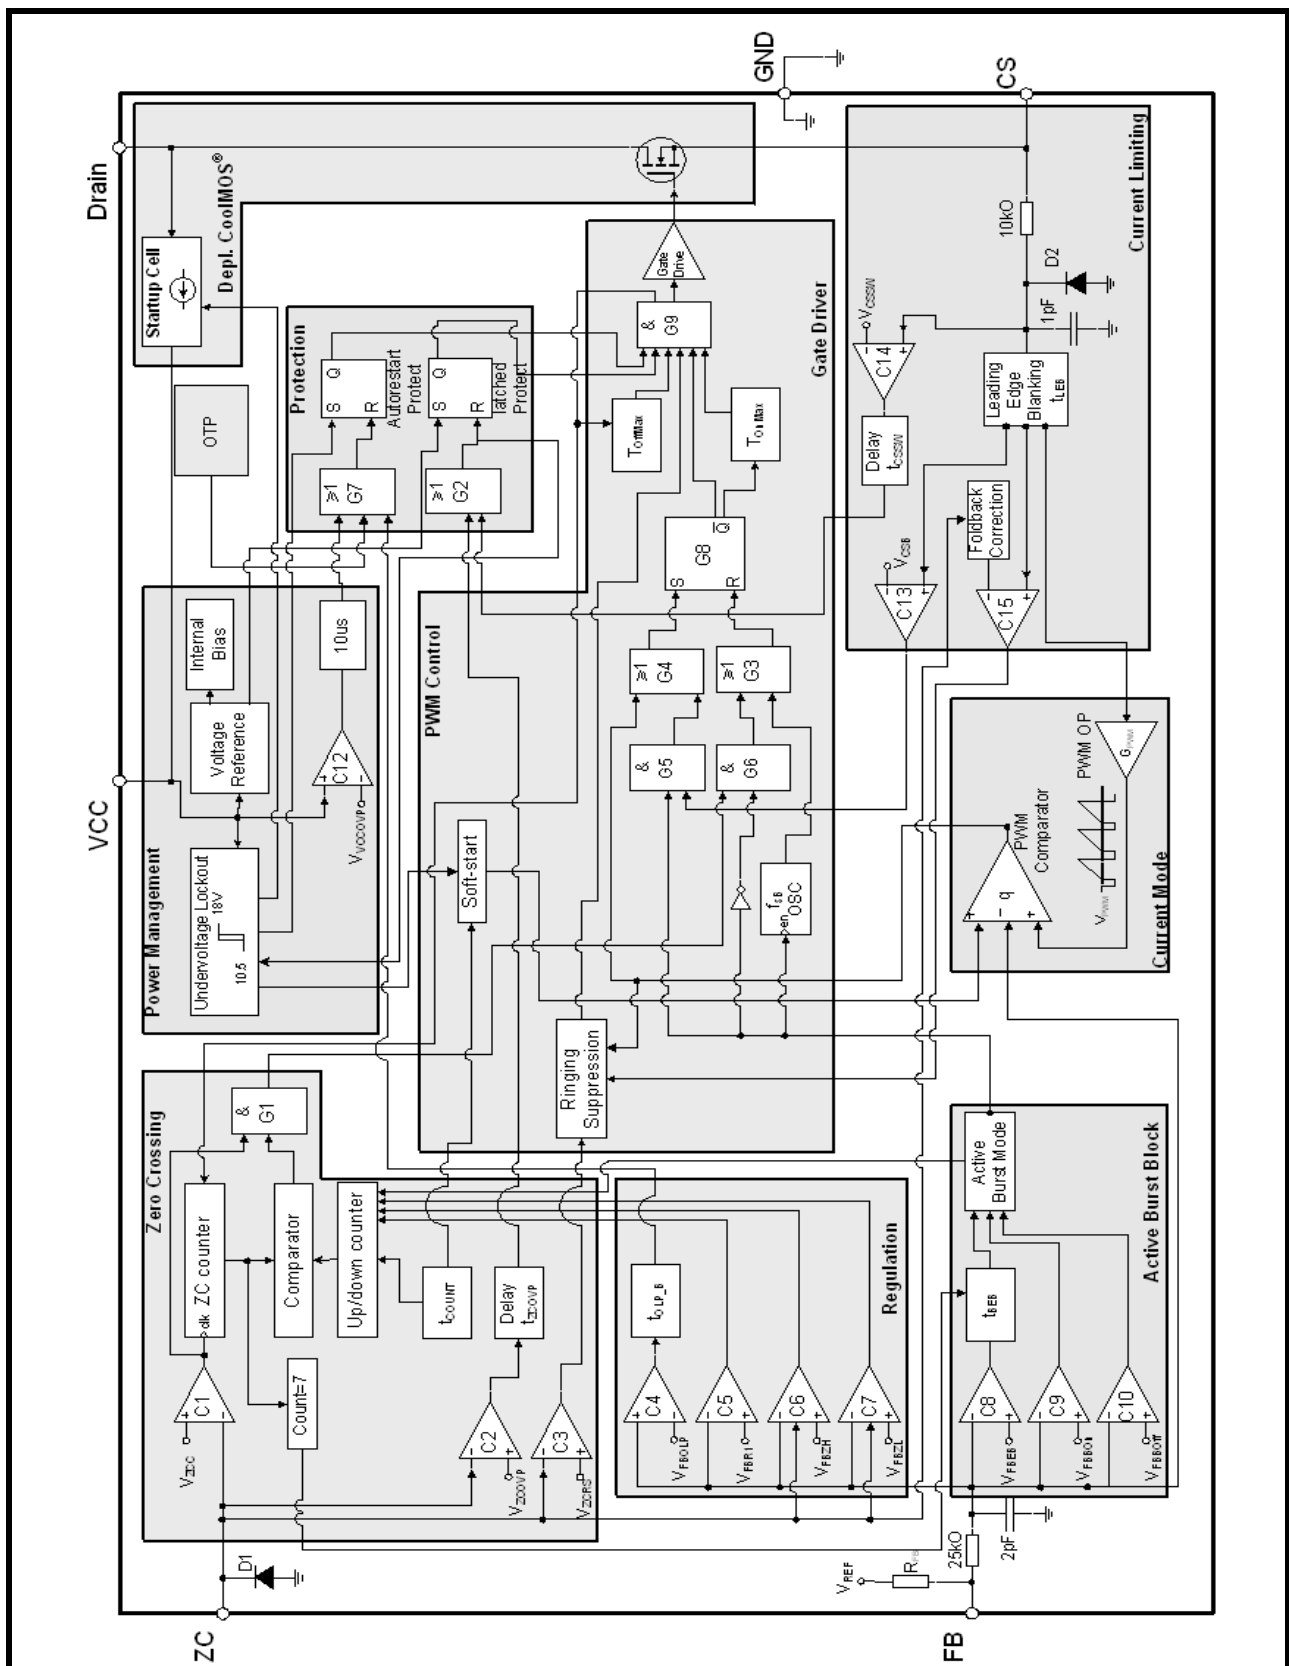 ZC
VCC
Drain
GND
CS
FB
D1
Zero Crossing
VZCC
C1
clk ZC counter
&
G1
Count=7
Comparator
Up/down counter
tCOUNT
C2
VZCOVP
Delay
tZCOVP
C3
VZCRS
Power Management
Undervoltage Lockout
18V
10.5
Voltage
Reference
Internal
Bias
C12
VVCCOVP
10us
OTP
Startup Cell
Depl. CoolMOS®
Protection
≥1
G7
S
R
Q
Autorestart
Protect
≥1
G2
S
R
Q
latched
Protect
PWM Control
Soft-start
Ringing
Suppression
&
G5
&
G6
fSB
en
OSC
≥1
G4
≥1
G3
S
R
G8
Q
TOffMax
TOnMax
&
G9
Gate
Drive
Gate Driver
Regulation
C4
VFBOLP
tOLP_B
C5
VFBR1
C6
VFBZH
C7
VFBZL
VREF
RFB
25kO
2pF
Active Burst Block
C8
VFBEB
tBEB
C9
VFBBOn
C10
VFBBOff
Active
Burst Mode
Current Mode
q
PWM
Comparator
VPWM
PWM OP
GPWM
Current Limiting
C13
VCSB
C14
VCSSW
Delay
tCSSW
C15
Foldback
Correction
Leading
Edge
Blanking
tLEB
1pF
D2
10kO